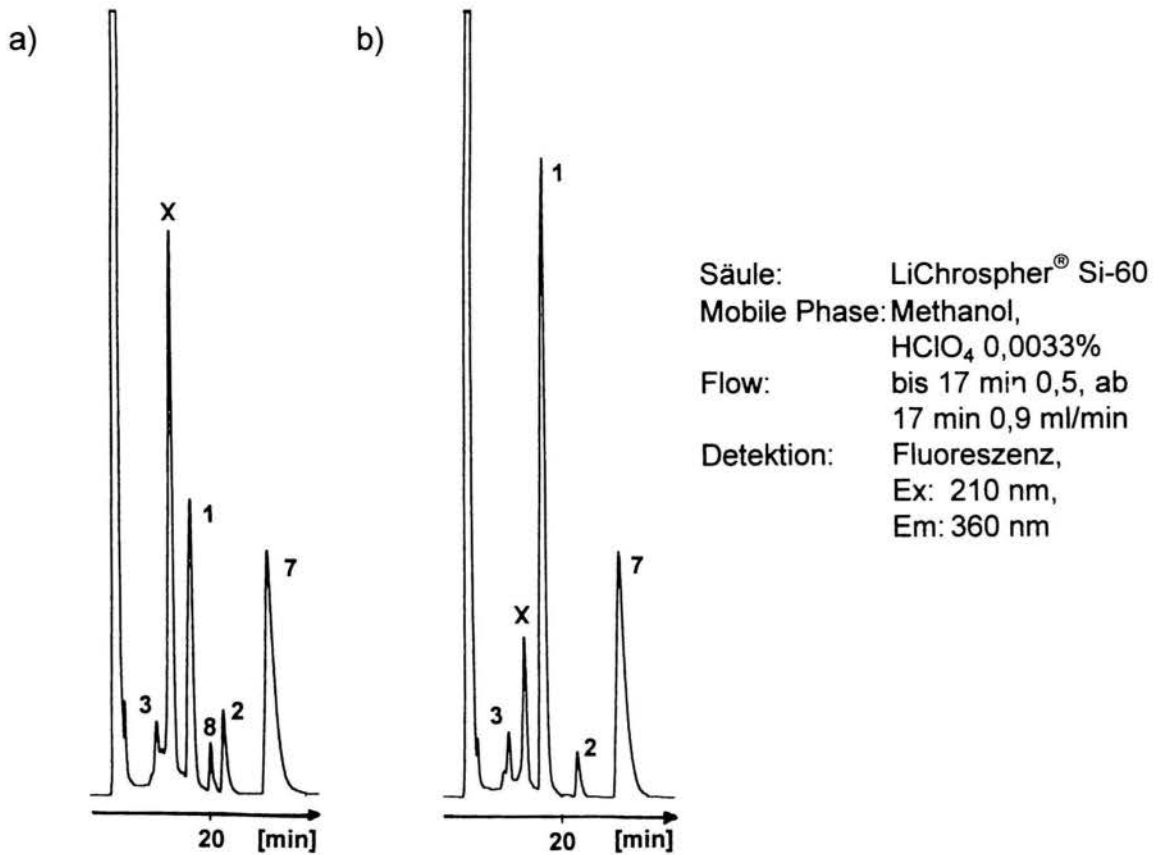 a)
X
1
3
8
2
7
20 [min]
b)
1
X
3
2
7
20 [min]
Säule: LiChrospher® Si-60
Mobile Phase: Methanol,
HClO₄ 0,0033%
Flow: bis 17 min 0,5, ab
17 min 0,9 ml/min
Detektion: Fluoreszenz,
Ex: 210 nm,
Em: 360 nm